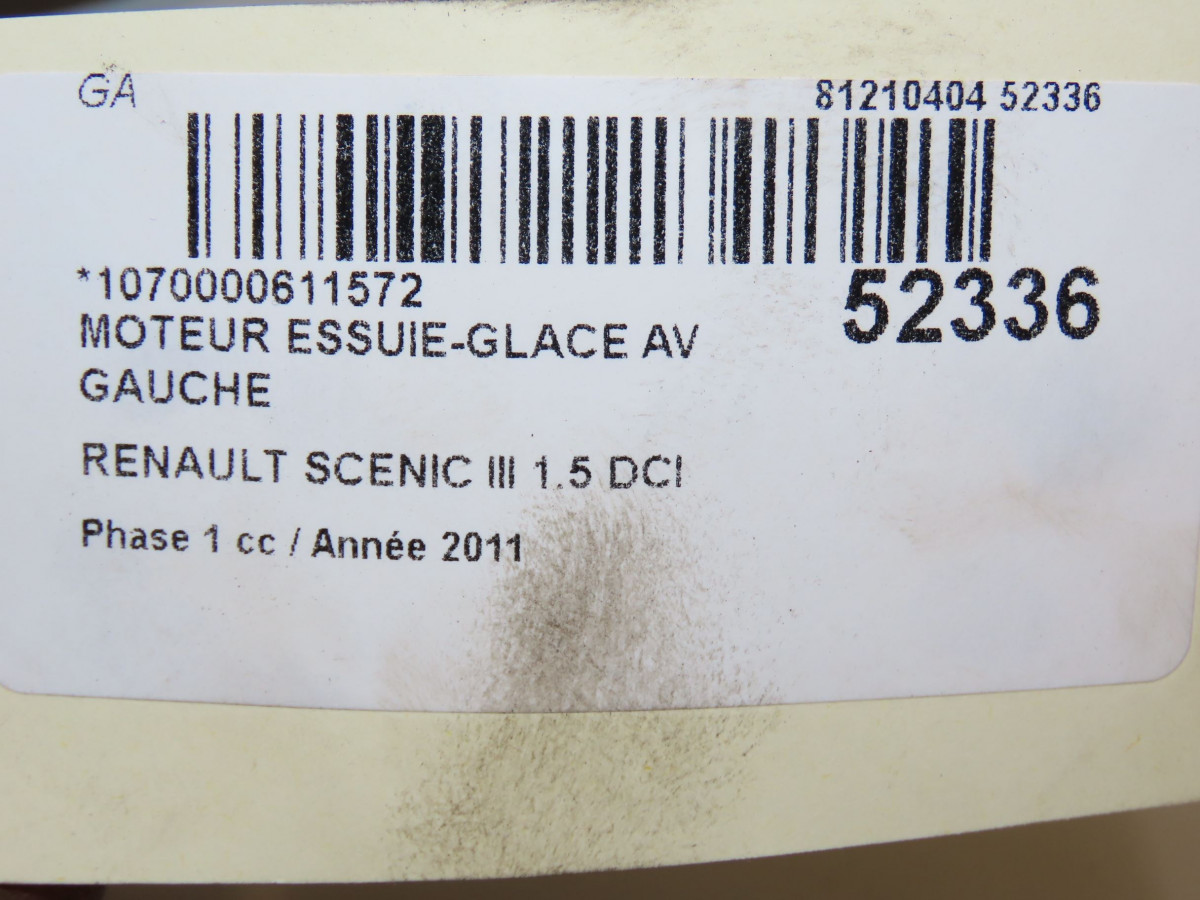 GA
81210404 52336
*1070000611572
52336
MOTEUR ESSUIE-GLACE AV
GAUCHE
RENAULT SCENIC III 1.5 DCI
Phase 1 cc / Année 2011